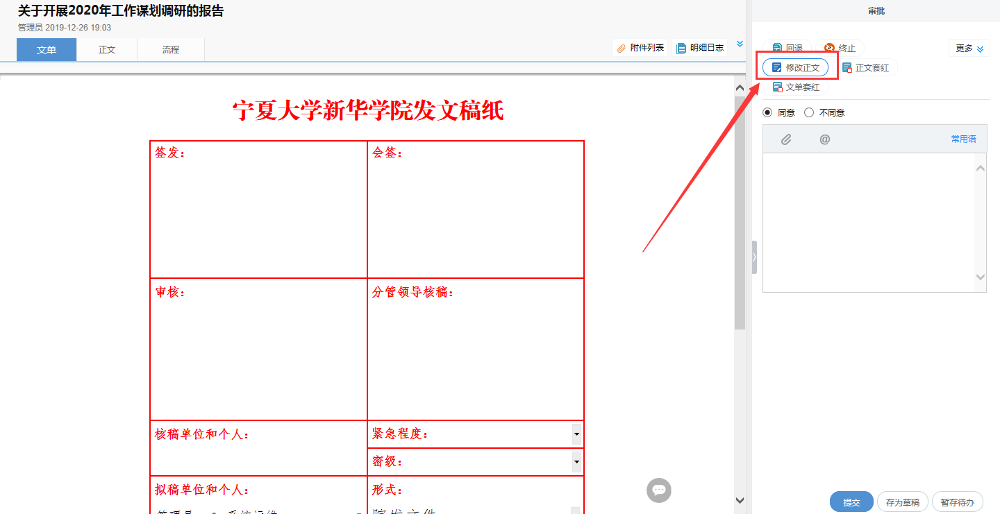 关于开展2020年工作谋划调研的报告
管理员 2019-12-26 19:03
文单 正文 流程
附件列表 明细日志
宁夏大学新华学院发文稿纸
签发： 会签：
审核： 分管领导核稿：
核稿单位和个人： 紧急程度：
密级：
拟稿单位和个人： 形式：
管理员 系统运维 院发文件
审批
回退 终止 更多
修改正文 正文套红
文单套红
同意 不同意
@ 常用语
提交 存为草稿 暂存待办